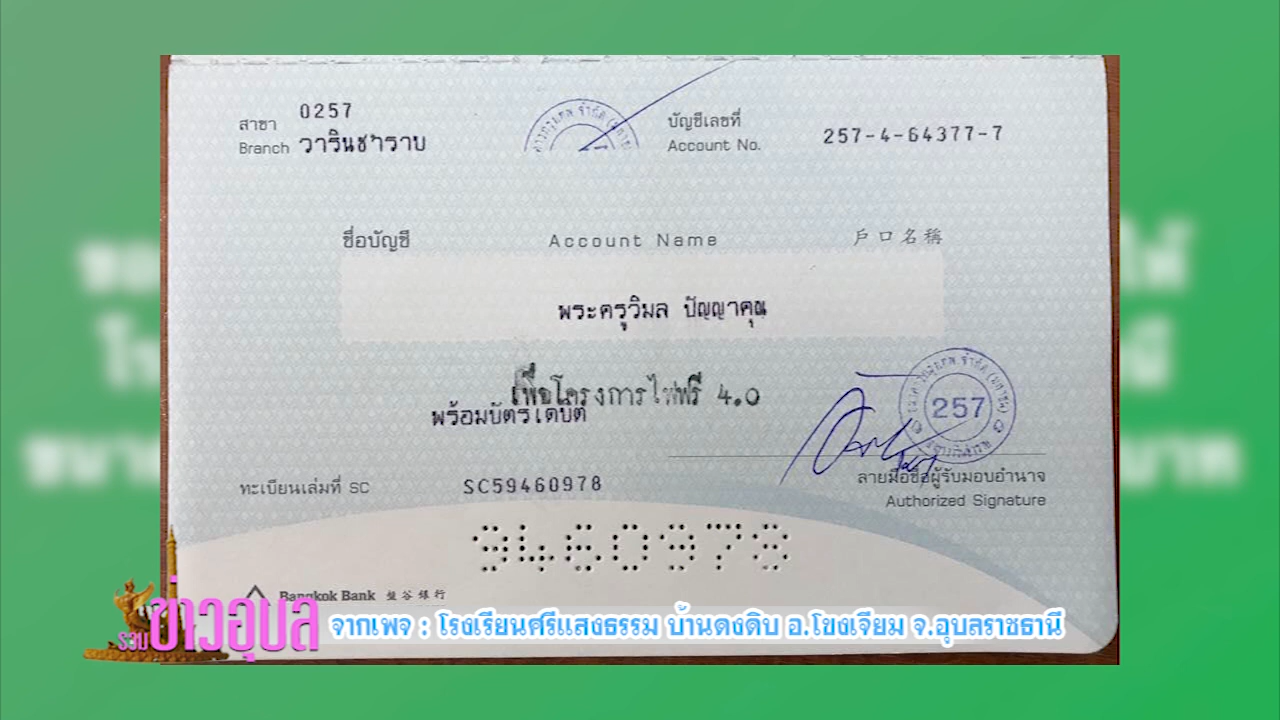 สาขา 0257
Branch วารินชำราบ
บัญชีเลขที่
Account No. 257-4-64377-7
ชื่อบัญชี Account Name 戶口名稱
พระครูวิมล ปัญญาคุณ
เพื่อโครงการไฟฟรี 4.0
พร้อมบัตรเดบิต
257
ทะเบียนเล่มที่ SC SC59460978
ลายมือชื่อผู้รับมอบอำนาจ
Authorized Signature
9460978
Bangkok Bank 盤谷銀行
รวมข่าวอุบล
จากเพจ : โรงเรียนศรีแสงธรรม บ้านดงดิบ อ.โขงเจียม จ.อุบลราชธานี